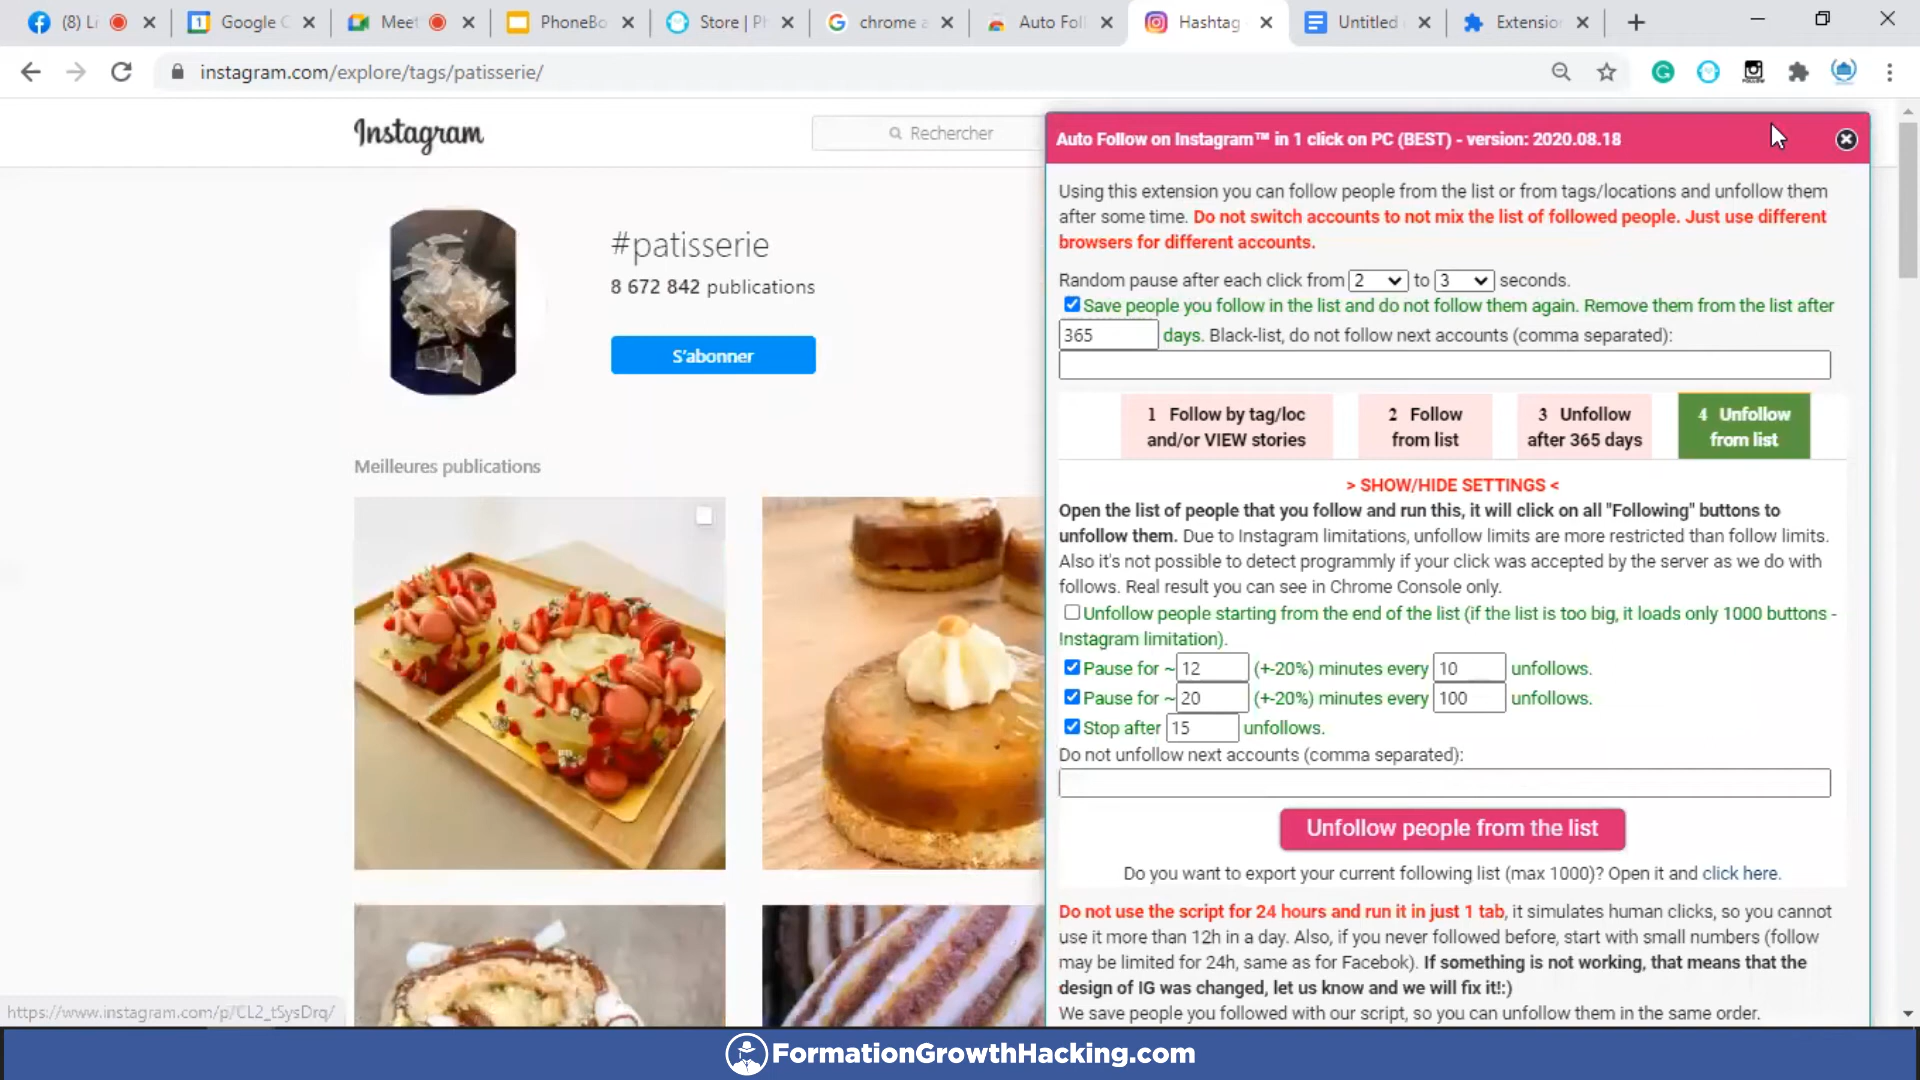 (8) Li
Google C
Meet
PhoneBo
Store | Ph
chrome a
Auto Foll
Hashtag
Untitled
Extension
instagram.com/explore/tags/patisserie/
Instagram
Rechercher
#patisserie
8 672 842 publications
S'abonner
Meilleures publications
Auto Follow on Instagram™ in 1 click on PC (BEST) - version: 2020.08.18
Using this extension you can follow people from the list or from tags/locations and unfollow them
after some time. Do not switch accounts to not mix the list of followed people. Just use different
browsers for different accounts.
Random pause after each click from 2 to 3 seconds.
Save people you follow in the list and do not follow them again. Remove them from the list after
365 days. Black-list, do not follow next accounts (comma separated):
1 Follow by tag/loc
and/or VIEW stories
2 Follow
from list
3 Unfollow
after 365 days
4 Unfollow
from list
> SHOW/HIDE SETTINGS <
Open the list of people that you follow and run this, it will click on all "Following" buttons to
unfollow them. Due to Instagram limitations, unfollow limits are more restricted than follow limits.
Also it's not possible to detect programmly if your click was accepted by the server as we do with
follows. Real result you can see in Chrome Console only.
Unfollow people starting from the end of the list (if the list is too big, it loads only 1000 buttons -
Instagram limitation).
Pause for ~ 12 (+-20%) minutes every 10 unfollows.
Pause for ~ 20 (+-20%) minutes every 100 unfollows.
Stop after 15 unfollows.
Do not unfollow next accounts (comma separated):
Unfollow people from the list
Do you want to export your current following list (max 1000)? Open it and click here.
Do not use the script for 24 hours and run it in just 1 tab, it simulates human clicks, so you cannot
use it more than 12h in a day. Also, if you never followed before, start with small numbers (follow
may be limited for 24h, same as for Facebok). If something is not working, that means that the
design of IG was changed, let us know and we will fix it!:)
We save people you followed with our script, so you can unfollow them in the same order.
https://www.instagram.com/p/CL2_tSysDrq/
FormationGrowthHacking.com